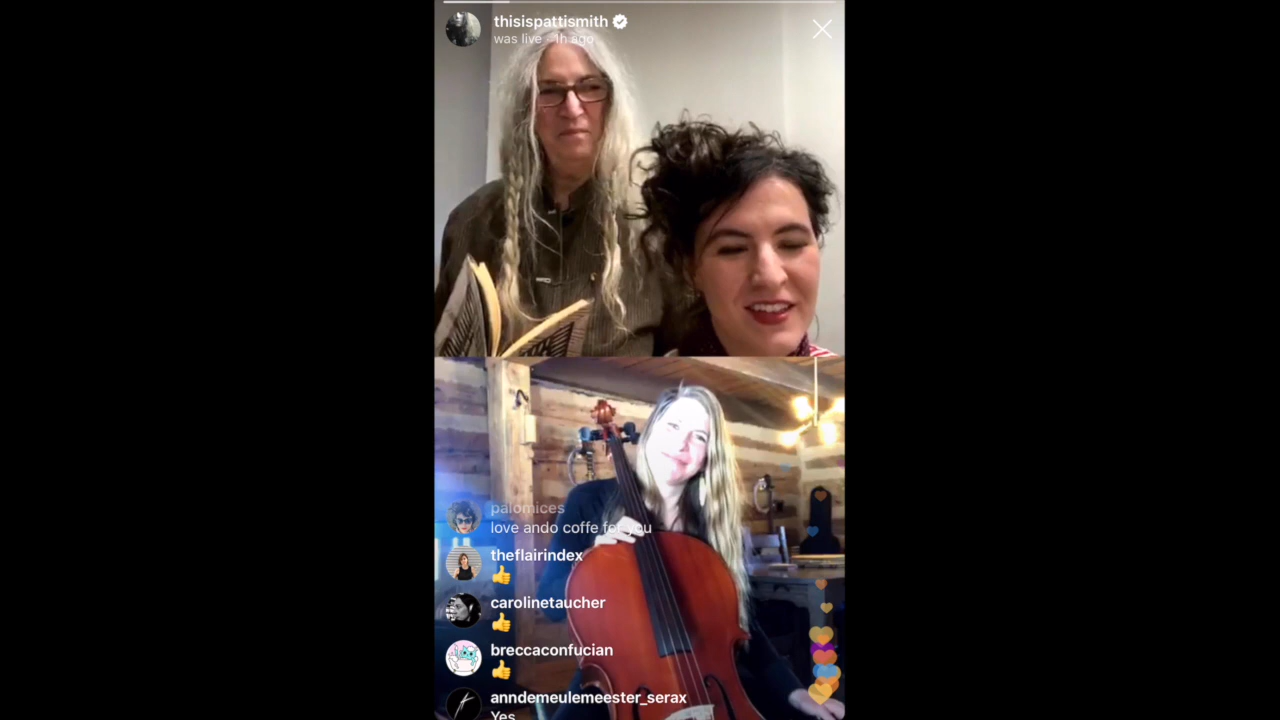 thisispattismith
was live · 1h ago
palomices
love ando coffe for you
theflairindex
👍
carolinetaucher
👍
breccaconfucian
👍
anndemeulemeester_serax
Yes